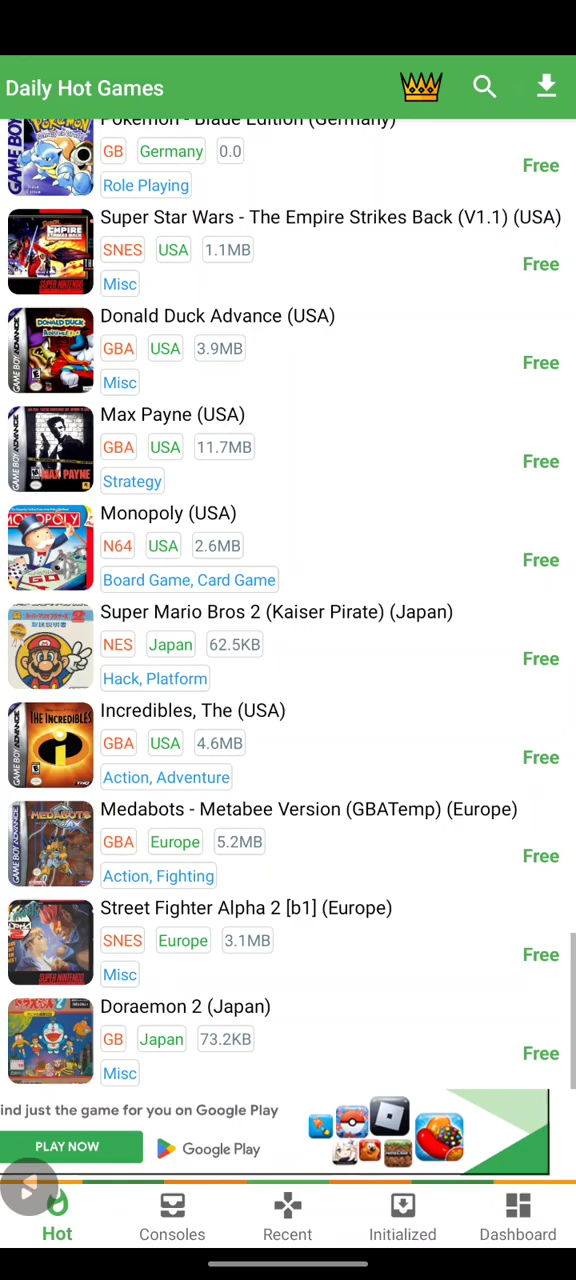 Daily Hot Games
Pokemon - Blaue Edition (Germany)
GB Germany 0.0
Free
Role Playing
Super Star Wars - The Empire Strikes Back (V1.1) (USA)
SNES USA 1.1MB
Free
Misc
Donald Duck Advance (USA)
GBA USA 3.9MB
Free
Misc
Max Payne (USA)
GBA USA 11.7MB
Free
Strategy
Monopoly (USA)
N64 USA 2.6MB
Free
Board Game, Card Game
Super Mario Bros 2 (Kaiser Pirate) (Japan)
NES Japan 62.5KB
Free
Hack, Platform
Incredibles, The (USA)
GBA USA 4.6MB
Free
Action, Adventure
Medabots - Metabee Version (GBATemp) (Europe)
GBA Europe 5.2MB
Free
Action, Fighting
Street Fighter Alpha 2 [b1] (Europe)
SNES Europe 3.1MB
Free
Misc
Doraemon 2 (Japan)
GB Japan 73.2KB
Free
Misc
ind just the game for you on Google Play
PLAY NOW Google Play
Hot Consoles Recent Initialized Dashboard